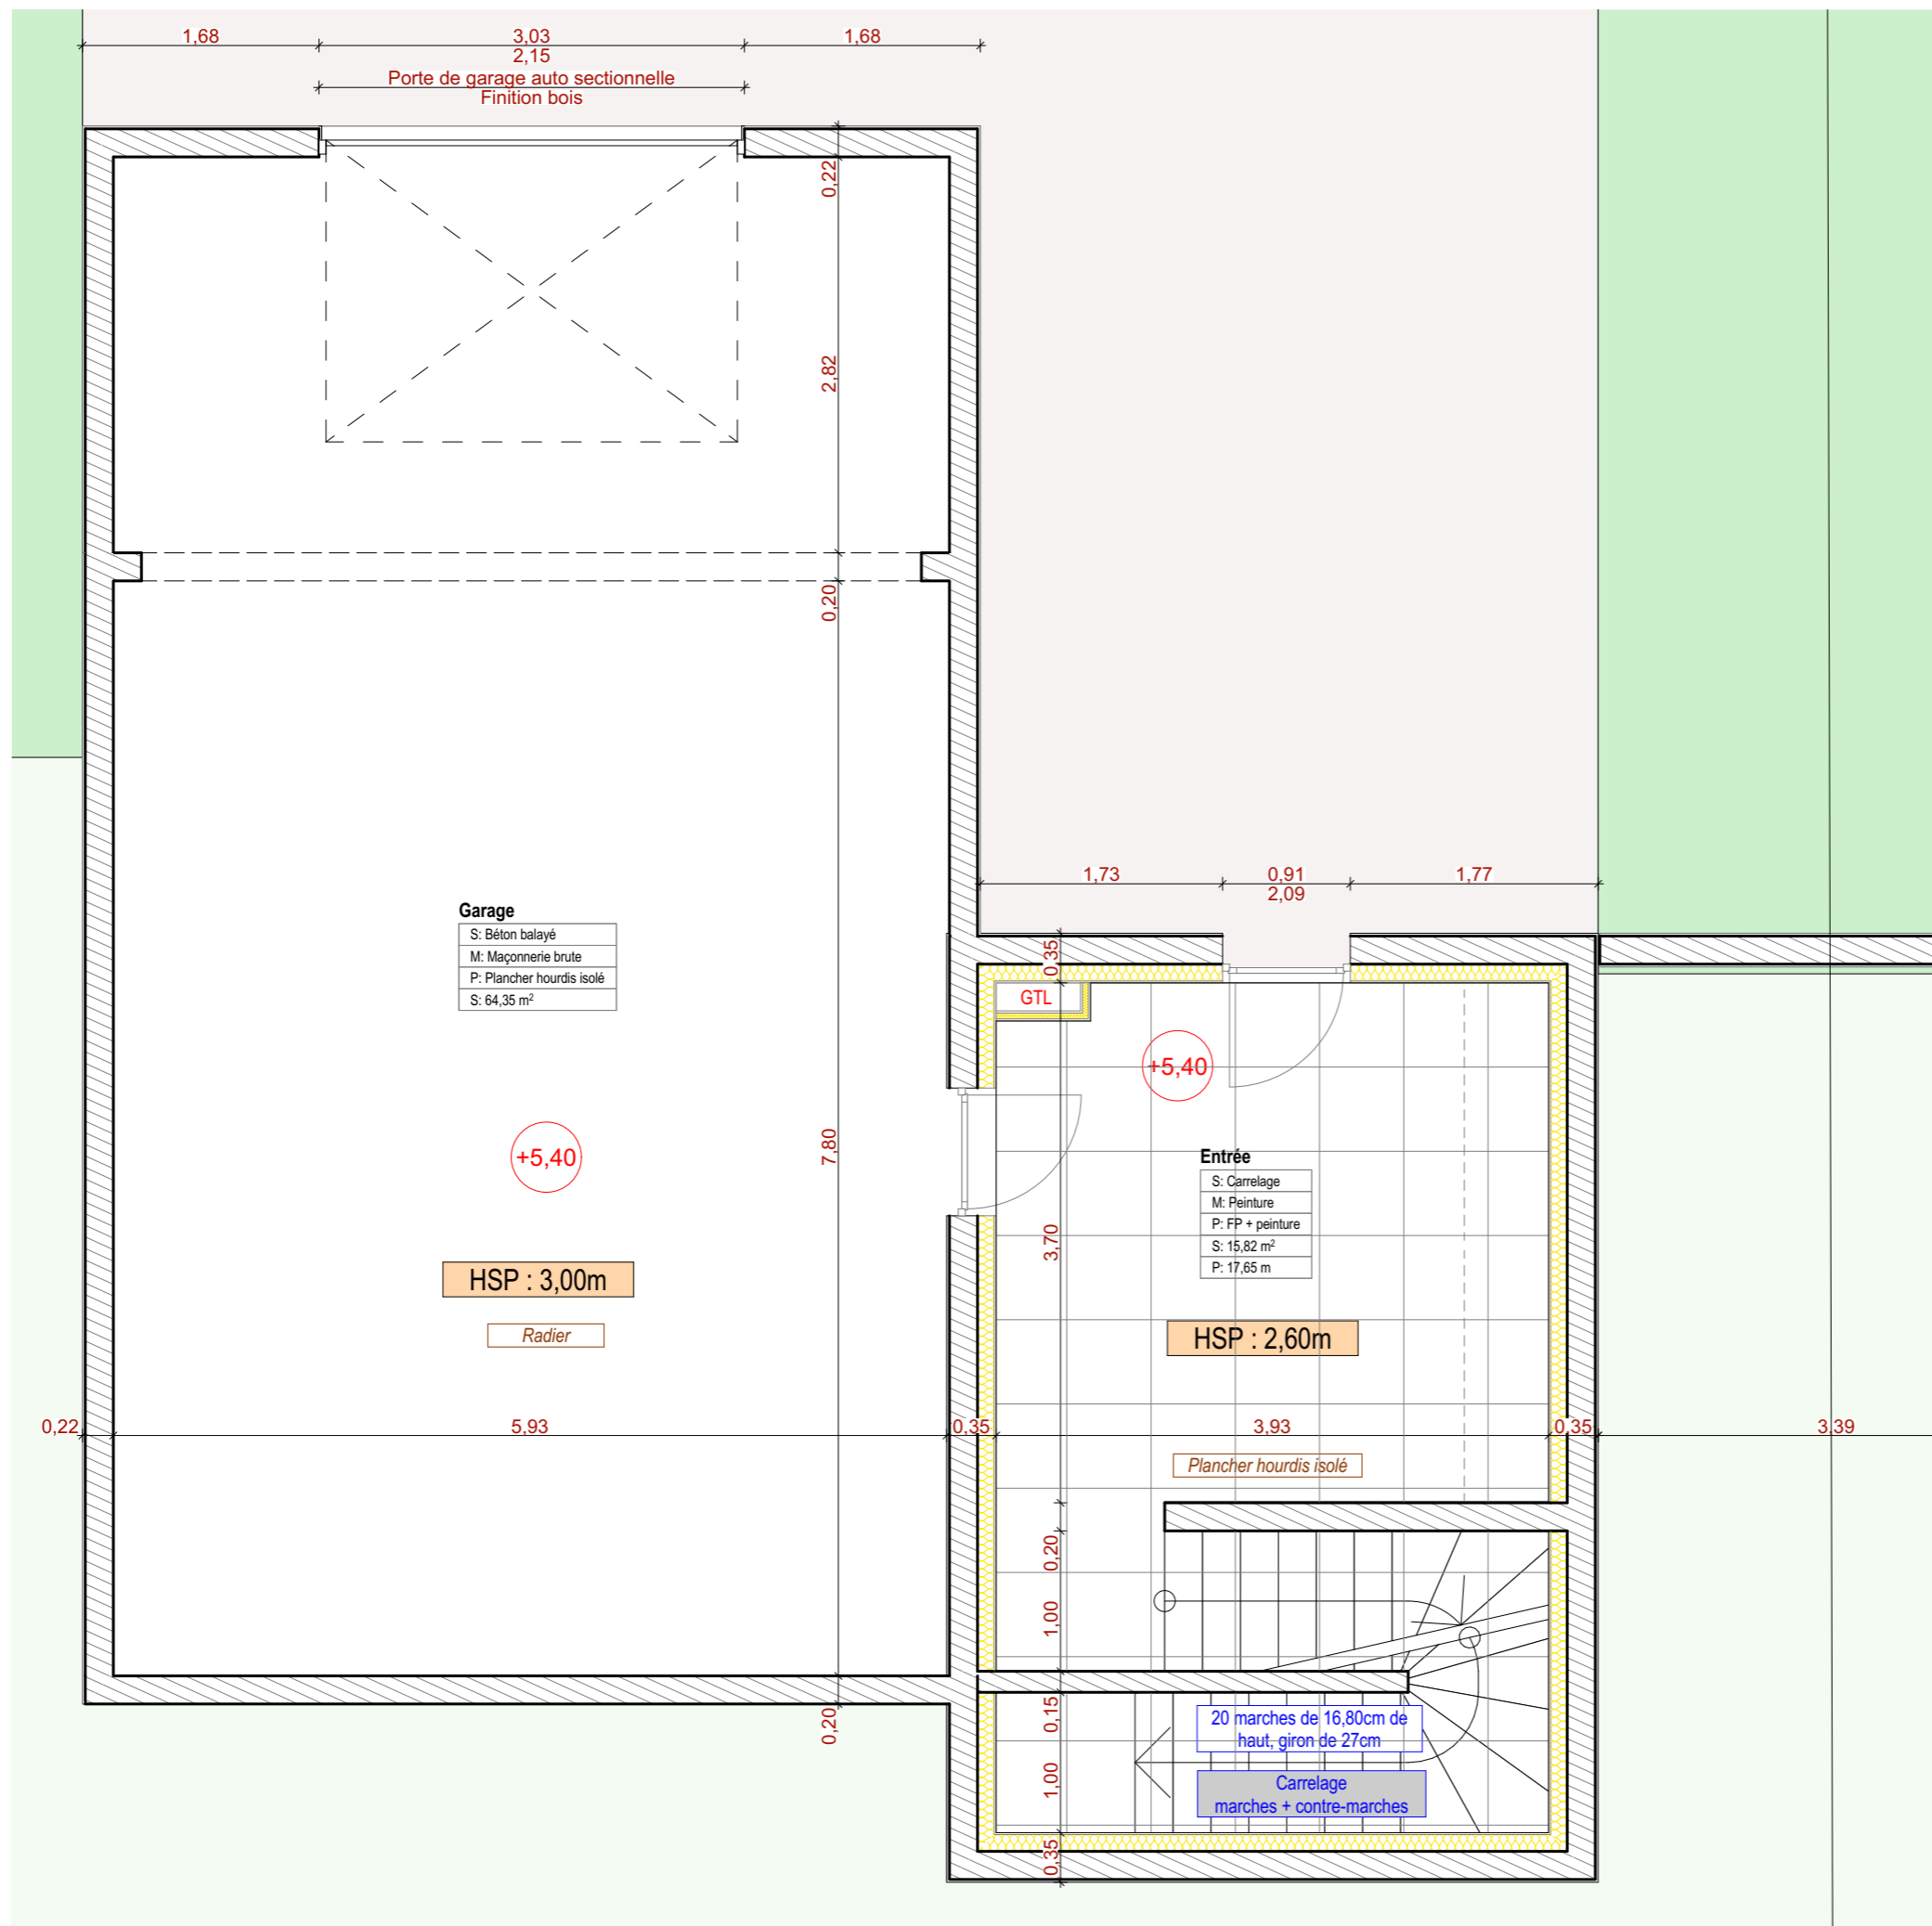 1,68
3,03
1,68
2,15
Porte de garage auto sectionnelle
Finition bois
0,22
2,82
0,20
1,73
0,91
1,77
2,09
Garage
S: Béton balayé
M: Maçonnerie brute
P: Plancher hourdis isolé
S: 64,35 m²
0,35
GTL
+5,40
+5,40
7,80
Entrée
S: Carrelage
M: Peinture
P: FP + peinture
S: 15,82 m²
P: 17,65 m
3,70
HSP : 3,00m
Radier
HSP : 2,60m
0,22
5,93
0,35
3,93
0,35
3,39
Plancher hourdis isolé
0,20
1,00
0,20
0,15
20 marches de 16,80cm de
haut, giron de 27cm
1,00
Carrelage
marches + contre-marches
0,35